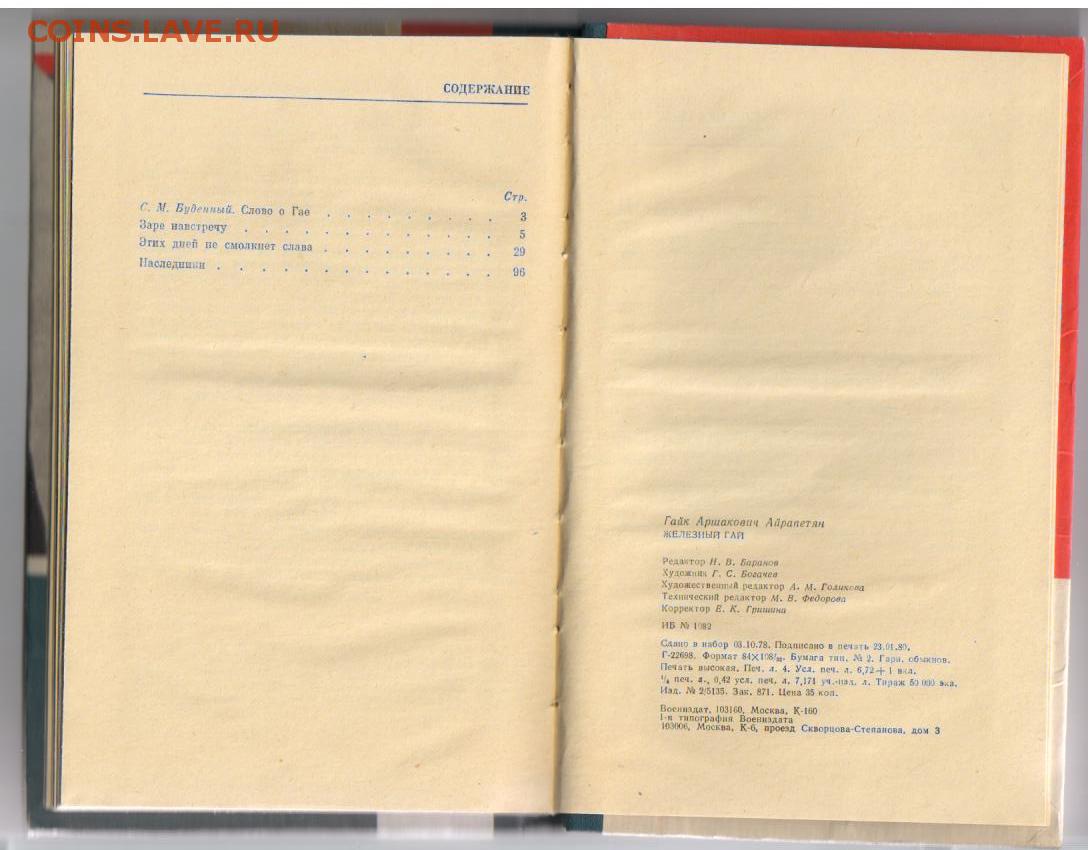 COINS.LAVE.RU
СОДЕРЖАНИЕ
Стр.
С. М. Буденный. Слово о Гае . . . . . . . . . 3
Заре навстречу . . . . . . . . . . . . 5
Этих дней не смолкнет слава . . . . . . . . 29
Наследники . . . . . . . . . . . . . 96
Гайк Аршакович Айрапетян
ЖЕЛЕЗНЫЙ ГАЙ
Редактор Н. В. Баранов
Художник Г. С. Богачев
Художественный редактор А. М. Голикова
Технический редактор М. В. Федорова
Корректор Е. К. Гришина
ИБ № 1082
Сдано в набор 03.10.78. Подписано в печать 23.01.80.
Г-22698. Формат 84×108/32. Бумага тип. № 2. Гарн. обыкнов.
Печать высокая. Печ. л. 4. Усл. печ. л. 6,72+1 вкл.
1/4 печ. л., 0,42 усл. печ. л. 7,171 уч.-изд. л. Тираж 50 000 экз.
Изд. № 2/5135. Зак. 871. Цена 35 коп.
Воениздат, 103160, Москва, К-160
1-я типография Воениздата
103006, Москва, К-6, проезд Скворцова-Степанова, дом 3